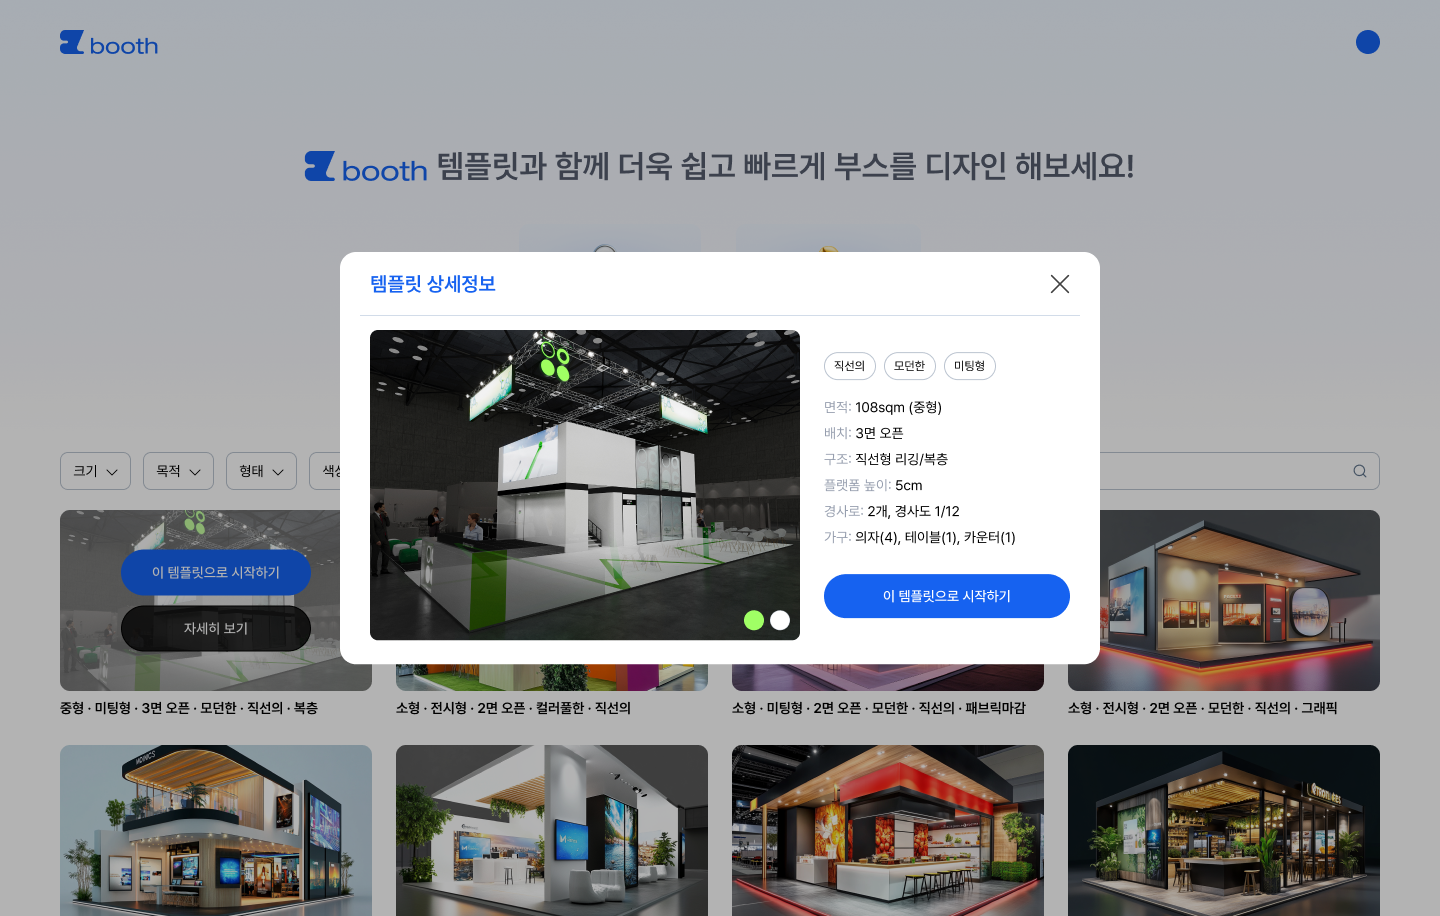 booth
booth 템플릿과 함께 더욱 쉽고 빠르게 부스를 디자인 해보세요!
템플릿 상세정보
직선의 모던한 미팅형
면적: 108sqm (중형)
배치: 3면 오픈
구조: 직선형 리깅/복층
플랫폼 높이: 5cm
경사로: 2개, 경사도 1/12
가구: 의자(4), 테이블(1), 카운터(1)
이 템플릿으로 시작하기
크기 목적 형태
이 템플릿으로 시작하기
자세히 보기
중형 · 미팅형 · 3면 오픈 · 모던한 · 직선의 · 복층
소형 · 전시형 · 2면 오픈 · 컬러풀한 · 직선의
소형 · 미팅형 · 2면 오픈 · 모던한 · 직선의 · 패브릭마감
소형 · 전시형 · 2면 오픈 · 모던한 · 직선의 · 그래픽